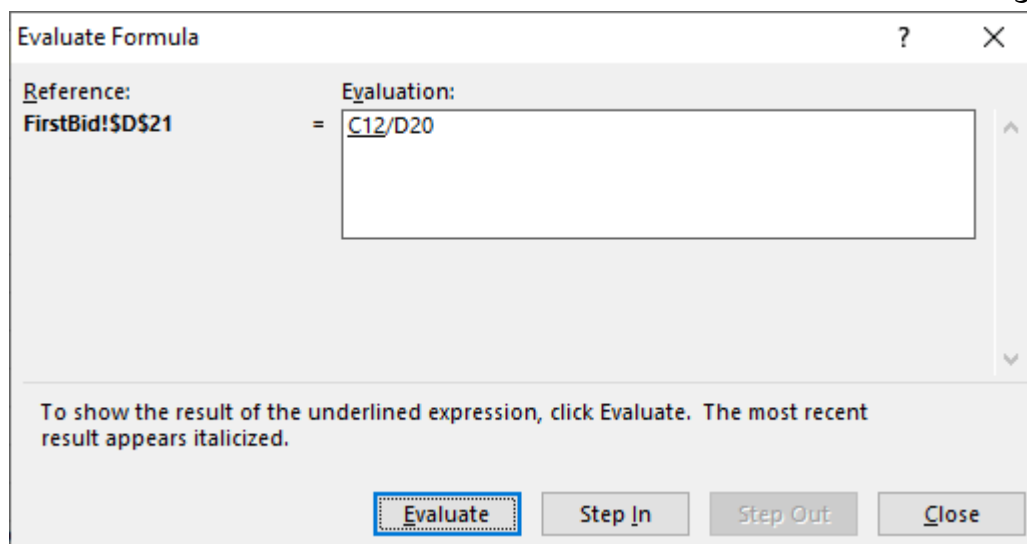 Evaluate Formula ? X
Reference: Evaluation:
FirstBid!$D$21 = C12/D20
To show the result of the underlined expression, click Evaluate. The most recent
result appears italicized.
Evaluate Step In Step Out Close